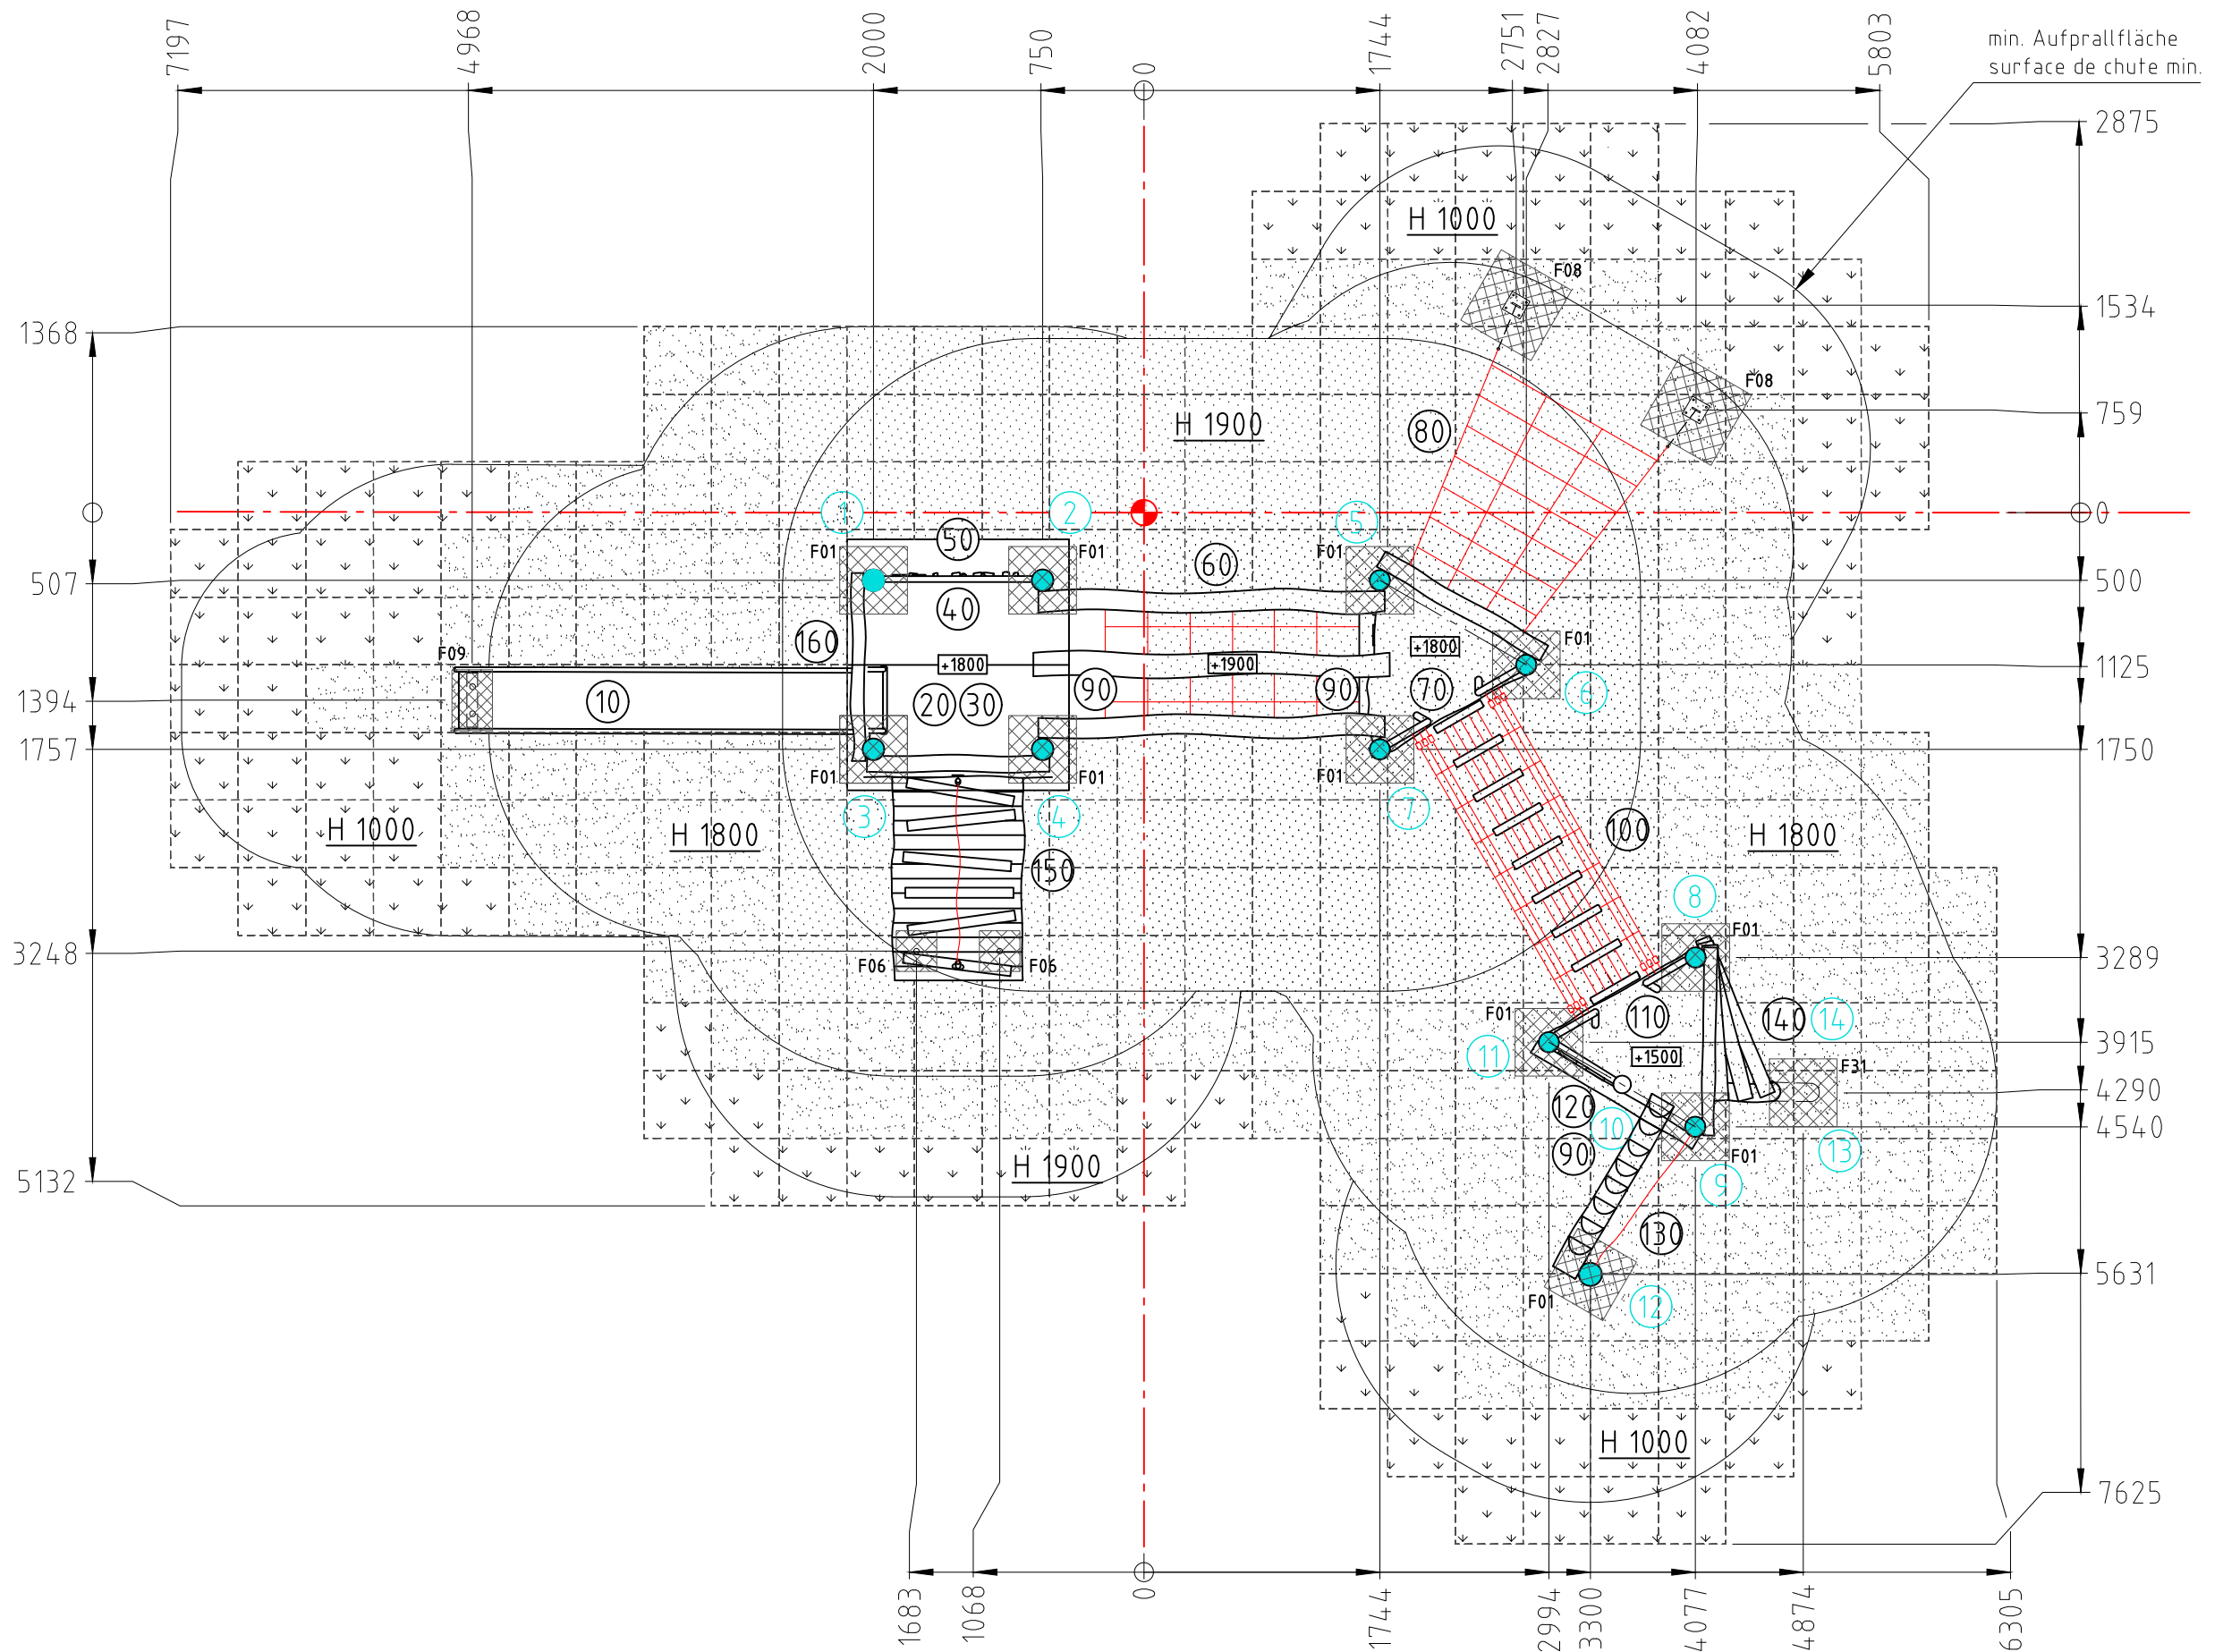 7197
4968
2000
750
0
1744
2751
2827
4082
5803
min. Aufprallfläche
surface de chute min.
2875
H 1000
F08
1534
1368
F08
759
H 1900
80
1
2
5
0
50
60
F01
F01
F01
507
40
500
160
F01
F09
+1800
+1900
+1800
1125
10
20
30
90
90
70
6
1394
1757
1750
F01
F01
F01
3
4
7
H 1000
H 1800
100
H 1800
150
8
F01
3248
F06
F06
3289
F01
110
140
14
11
+1500
3915
F31
4290
120
10
4540
13
90
F01
H 1900
9
5132
130
5631
F01
12
H 1000
7625
1683
1068
0
1744
2994
3300
4077
4874
6305